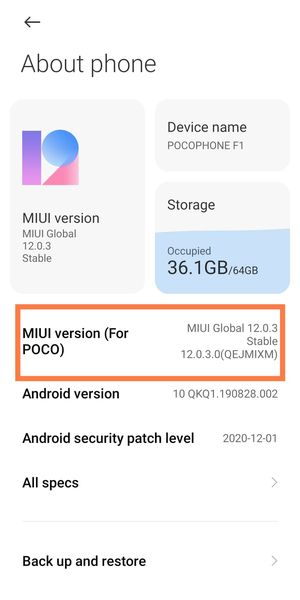 About phone
MIUI version
MIUI Global
12.0.3
Stable
Device name
POCOPHONE F1
Storage
Occupied
36.1GB/64GB
MIUI version (For
POCO)
MIUI Global 12.0.3
Stable
12.0.3.0(QEJMIXM)
Android version
10 QKQ1.190828.002
Android security patch level
2020-12-01
All specs
Back up and restore